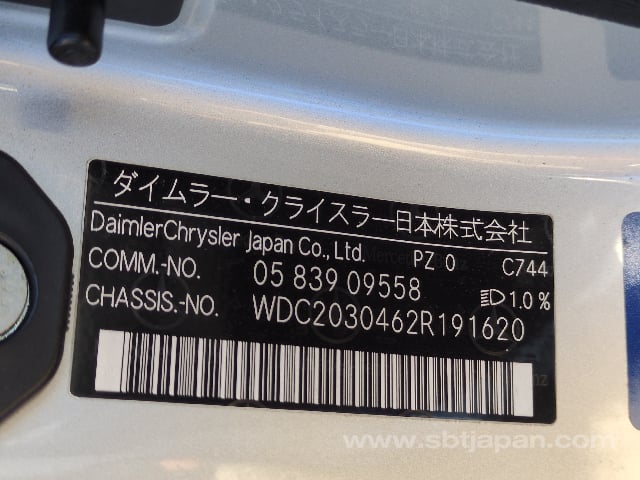 ダイムラー・クライスラー日本株式会社
DaimlerChrysler Japan Co., Ltd. PZ 0 C744
COMM.-NO. 05 839 09558
CHASSIS.-NO. WDC2030462R191620 1.0 %
www.sbtjapan.com